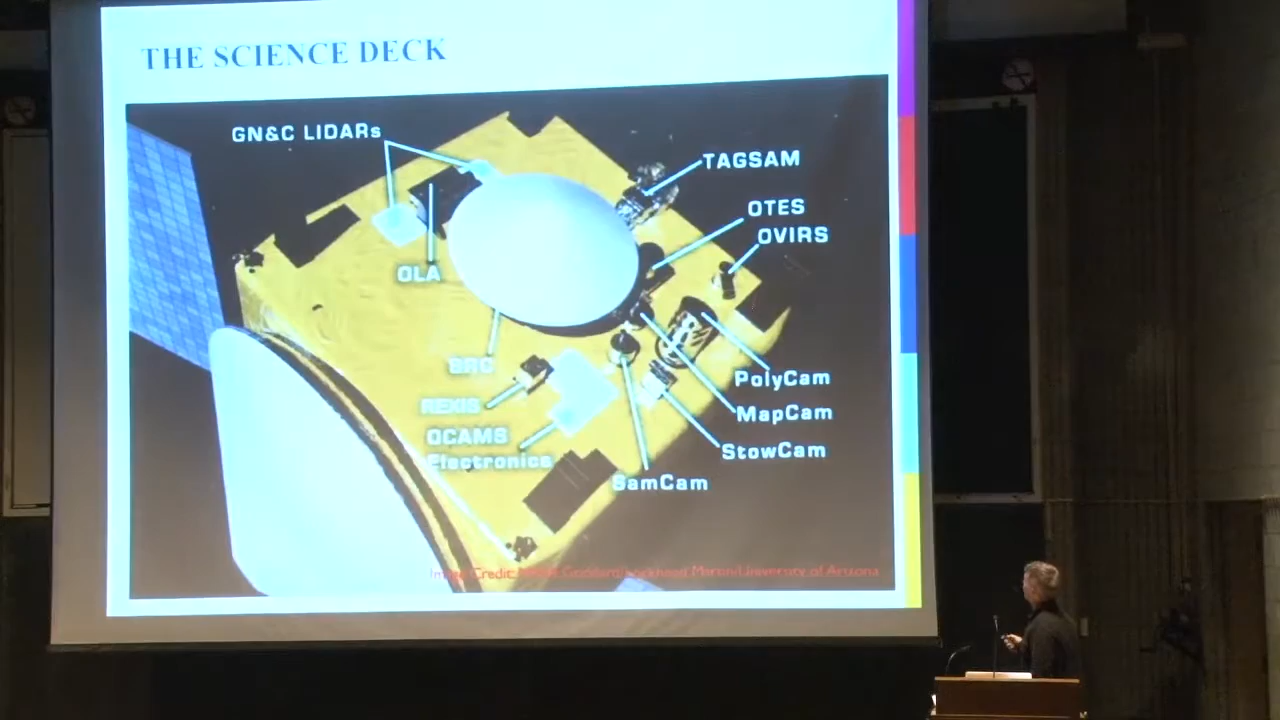 THE SCIENCE DECK
GN&C LIDARs
TAGSAM
OTES
OVIRS
OLA
SRC
REXIS
PolyCam
MapCam
OCAMS
Electronics
StowCam
SamCam
Image Credit: Goddard/Lockheed Martin/University of Arizona